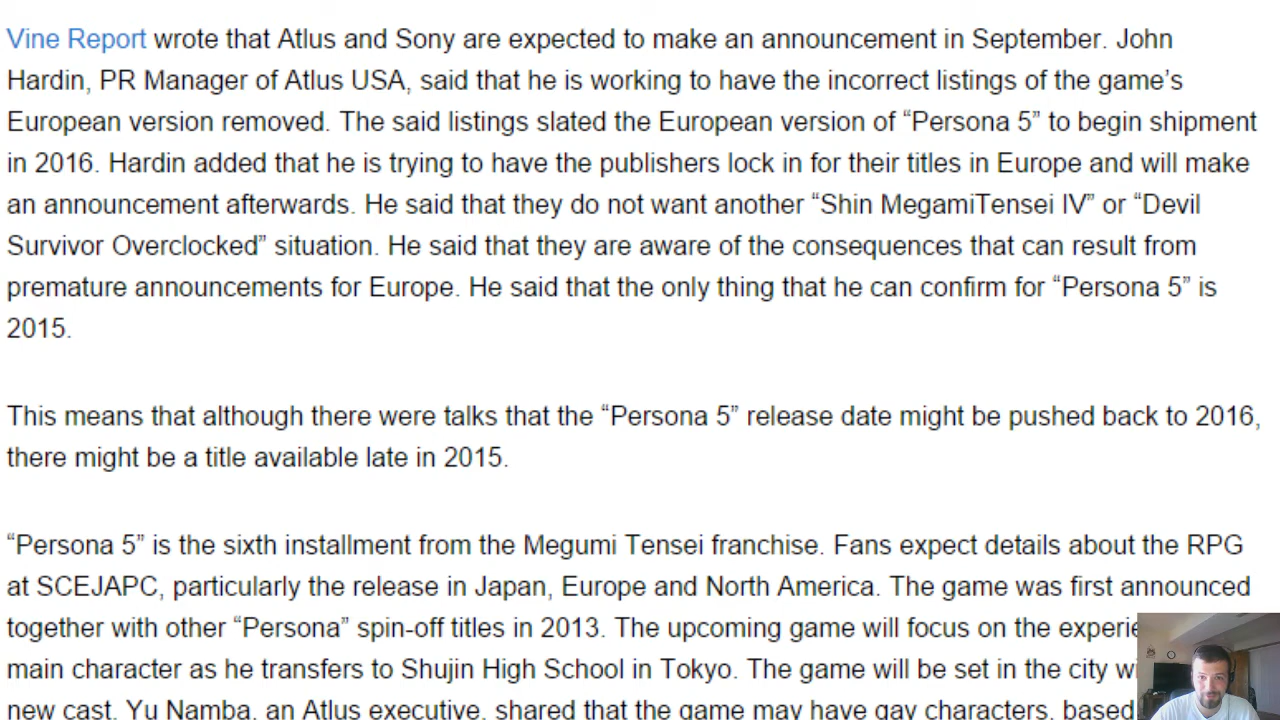 Vine Report wrote that Atlus and Sony are expected to make an announcement in September. John
Hardin, PR Manager of Atlus USA, said that he is working to have the incorrect listings of the game’s
European version removed. The said listings slated the European version of “Persona 5” to begin shipment
in 2016. Hardin added that he is trying to have the publishers lock in for their titles in Europe and will make
an announcement afterwards. He said that they do not want another “Shin MegamiTensei IV” or “Devil
Survivor Overclocked” situation. He said that they are aware of the consequences that can result from
premature announcements for Europe. He said that the only thing that he can confirm for “Persona 5” is
2015.
This means that although there were talks that the “Persona 5” release date might be pushed back to 2016,
there might be a title available late in 2015.
“Persona 5” is the sixth installment from the Megumi Tensei franchise. Fans expect details about the RPG
at SCEJAPC, particularly the release in Japan, Europe and North America. The game was first announced
together with other “Persona” spin-off titles in 2013. The upcoming game will focus on the
main character as he transfers to Shujin High School in Tokyo. The game will be set in the city
new cast. Yu Namba, an Atlus executive, shared that the game may have gay characters, based